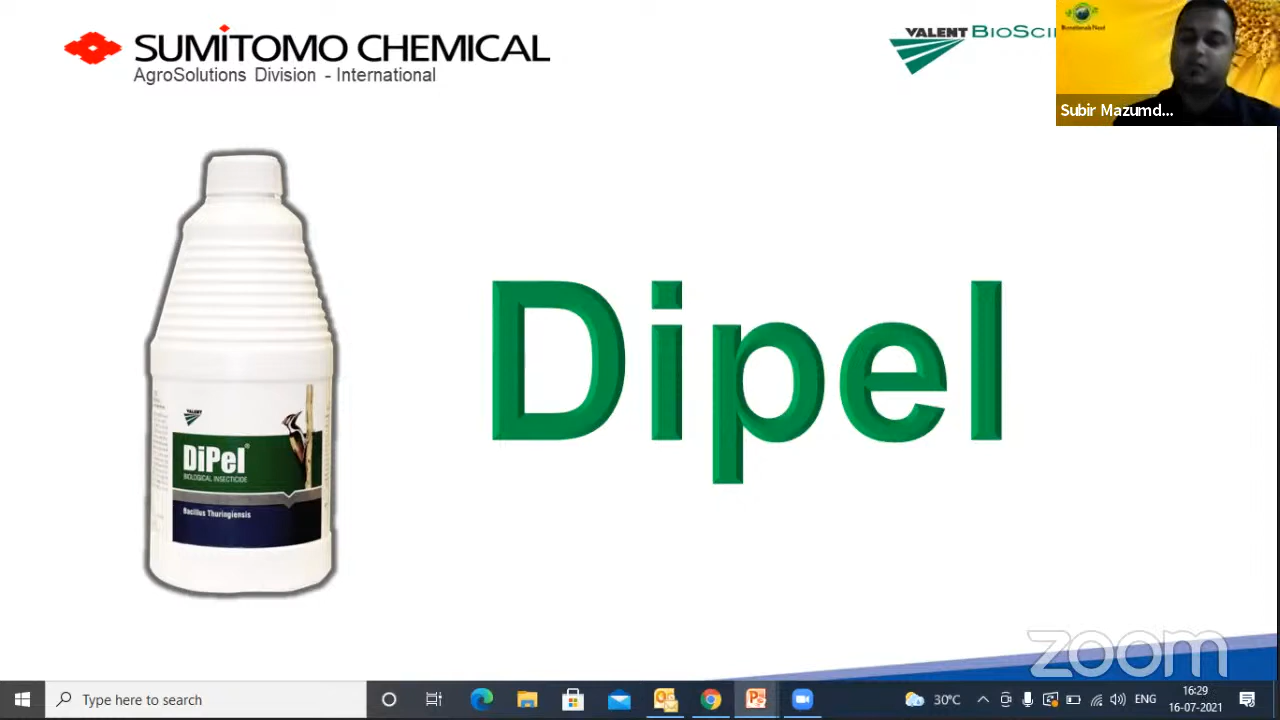 SUMITOMO CHEMICAL
AgroSolutions Division - International
VALENT BIOSCI
Subir Mazumd...
Dipel
VALENT
DiPel®
BIOLOGICAL INSECTICIDE
Bacillus Thuringiensis
zoom
Type here to search
30°C
ENG
16:29
16-07-2021